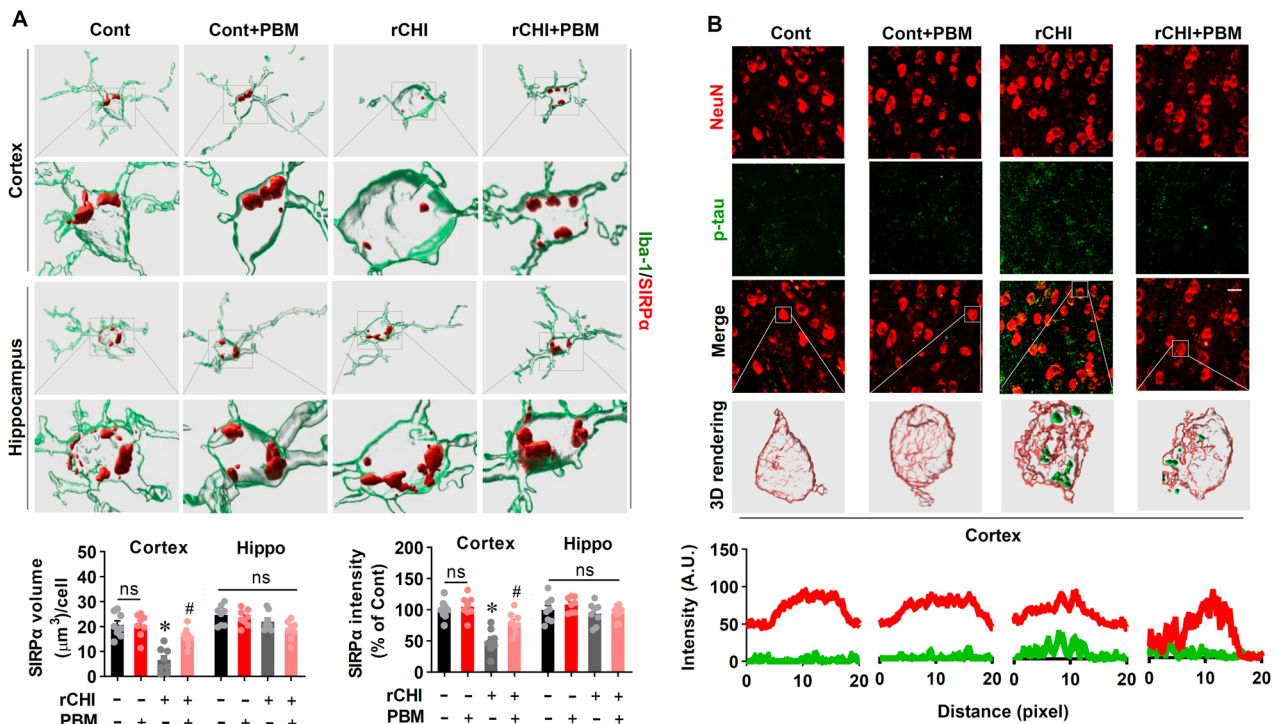 A
Cont Cont+PBM rCHI rCHI+PBM
Cortex
Hippocampus
Iba-1/SIRPα
Cortex Hippo
SIRPα volume
(μm³)/cell
50
40
30
20
10
0
ns * # ns
Cortex Hippo
SIRPα intensity
(% of Cont)
200
150
100
50
0
ns * # ns
rCHI – – + + – – + +
PBM – + – + – + – +
rCHI – – + + – – + +
PBM – + – + – + – +
B
Cont Cont+PBM rCHI rCHI+PBM
NeuN
p-tau
Merge
3D rendering
Cortex
Intensity (A.U.)
150
100
50
0
0 10 20 0 10 20 0 10 20 0 10 20
Distance (pixel)